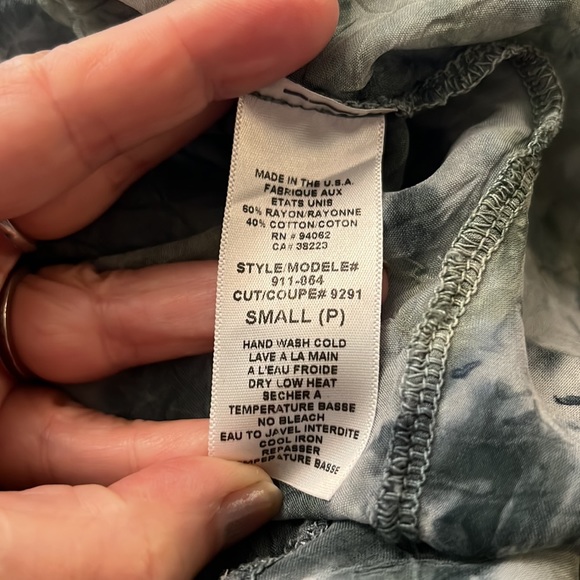 MADE IN THE U.S.A.
FABRIQUE AUX
ETATS UNIS
60% RAYON/RAYONNE
40% COTTON/COTON
RN # 94062
CA# 38223
STYLE/MODELE#
911-864
CUT/COUPE# 9291
SMALL (P)
HAND WASH COLD
LAVE A LA MAIN
A L'EAU FROIDE
DRY LOW HEAT
SECHER A
TEMPERATURE BASSE
NO BLEACH
EAU TO JAVEL INTERDITE
COOL IRON
REPASSER
TEMPERATURE BASSE